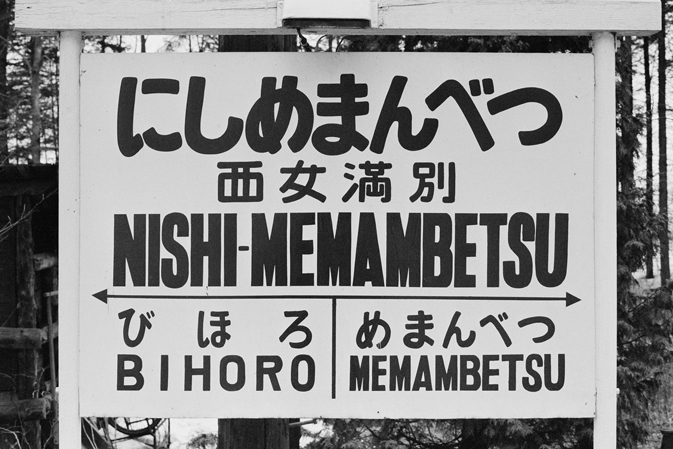 にしめまんべつ
西女満別
NISHI-MEMAMBETSU
びほろ めまんべつ
BIHORO MEMAMBETSU